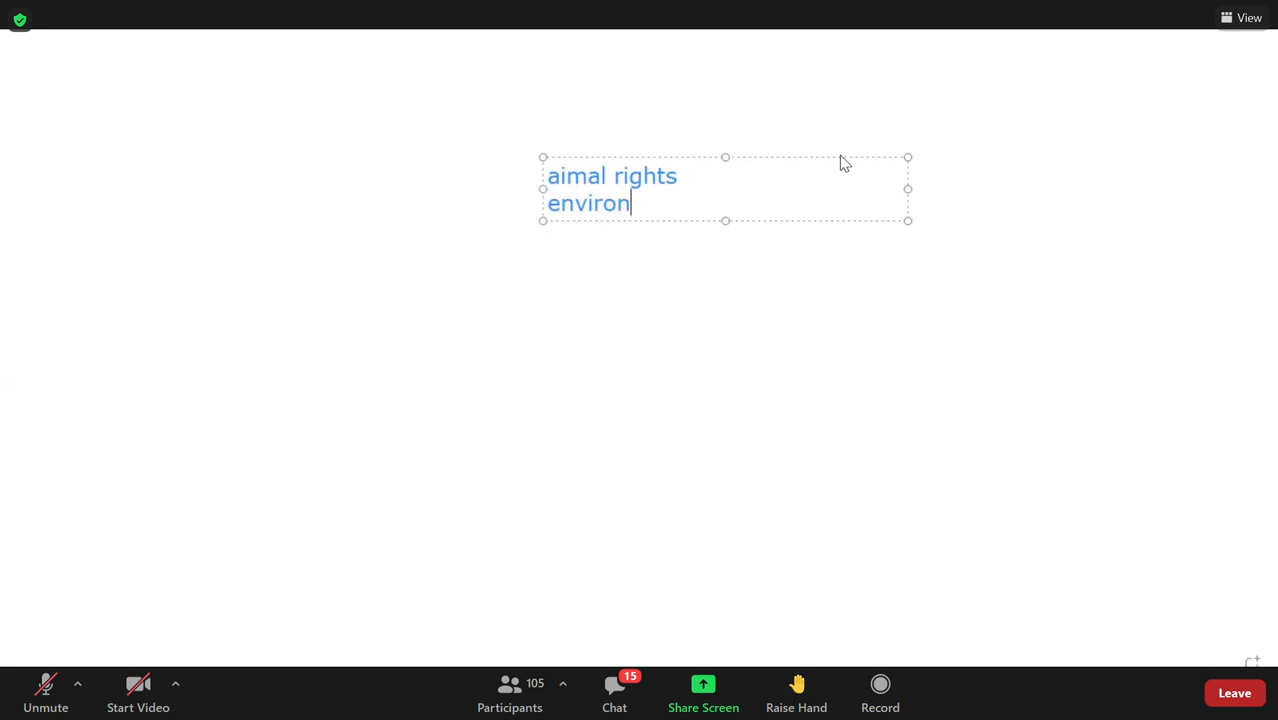 View
aimal rights
environ
Unmute
Start Video
105
Participants
15
Chat
Share Screen
Raise Hand
Record
Leave